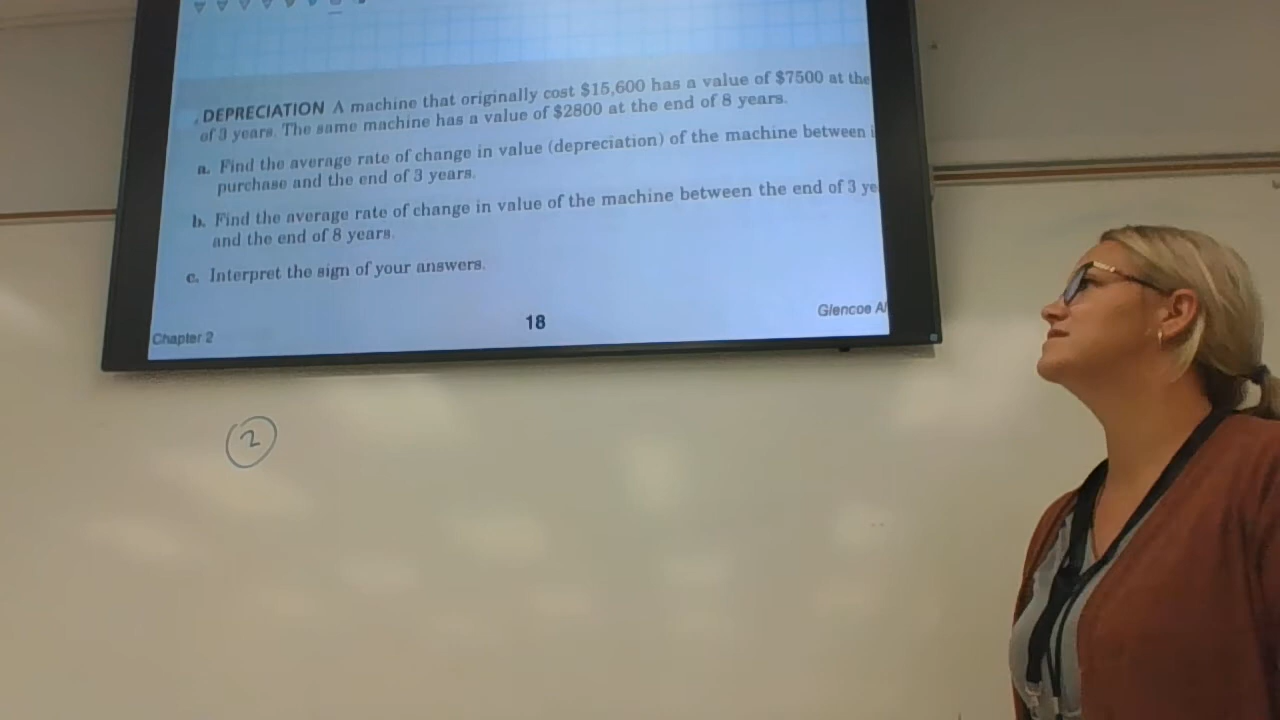 DEPRECIATION A machine that originally cost $15,600 has a value of $7500 at the
of 3 years. The same machine has a value of $2800 at the end of 8 years.
a. Find the average rate of change in value (depreciation) of the machine between
purchase and the end of 3 years.
b. Find the average rate of change in value of the machine between the end of 3 ye
and the end of 8 years.
c. Interpret the sign of your answers.
Chapter 2
18
Glencoe Al
2